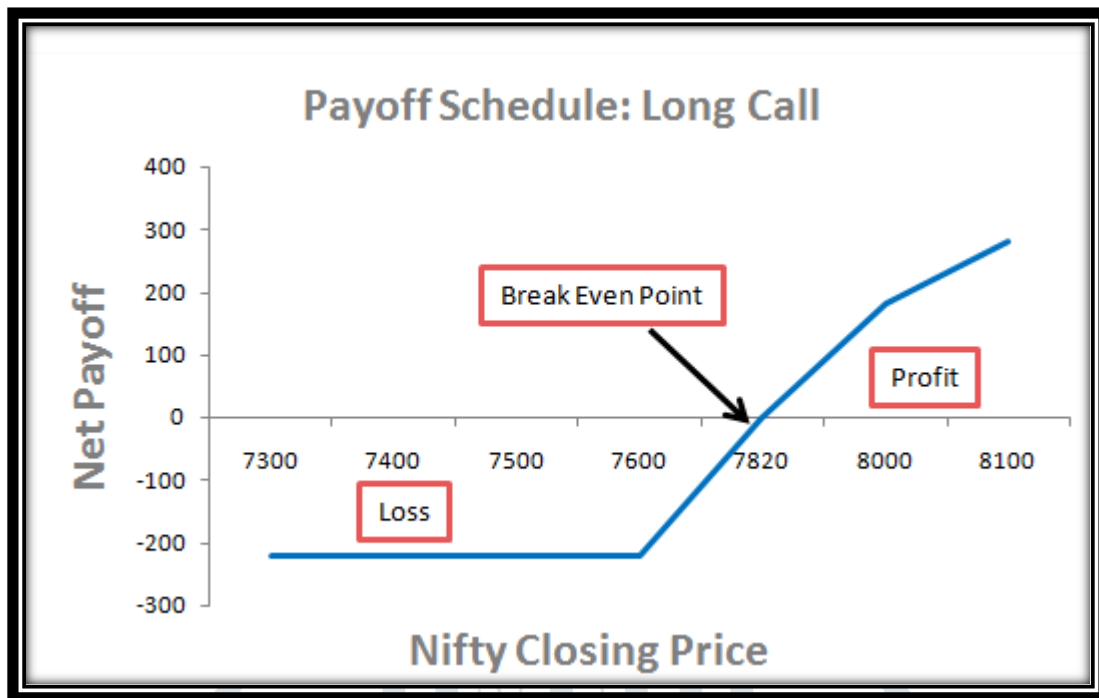 Payoff Schedule: Long Call
400
300
200
100
0
-100
-200
-300
Net Payoff
Break Even Point
Profit
Loss
7300 7400 7500 7600 7820 8000 8100
Nifty Closing Price